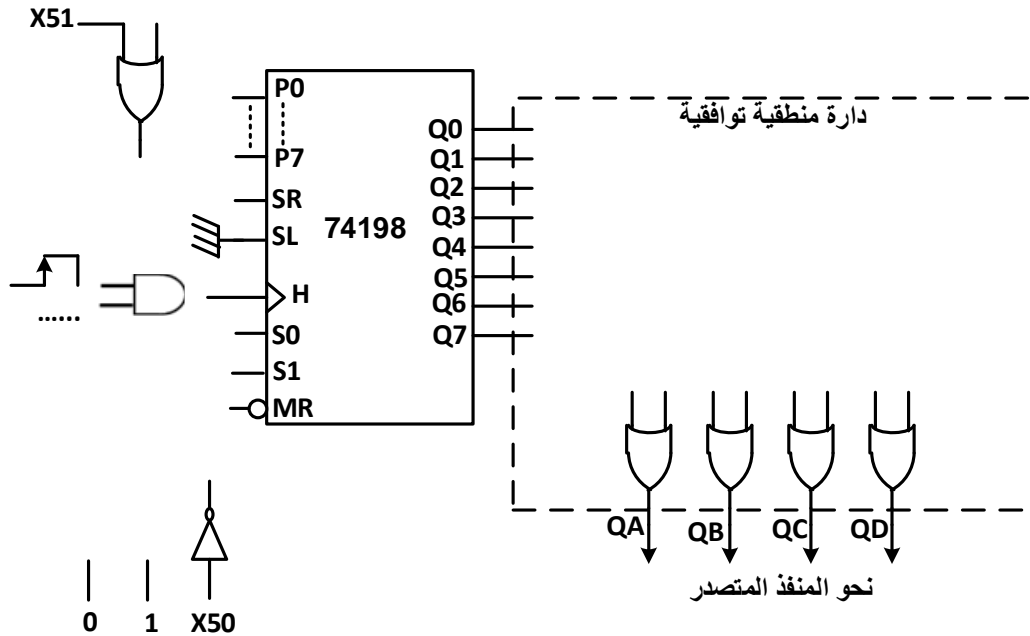 X51
P0
P7
SR
SL
H
S0
S1
MR
74198
Q0
Q1
Q2
Q3
Q4
Q5
Q6
Q7
دارة منطقية توافقية
QA QB QC QD
نحو المنفذ المتصدر
0 1 X50